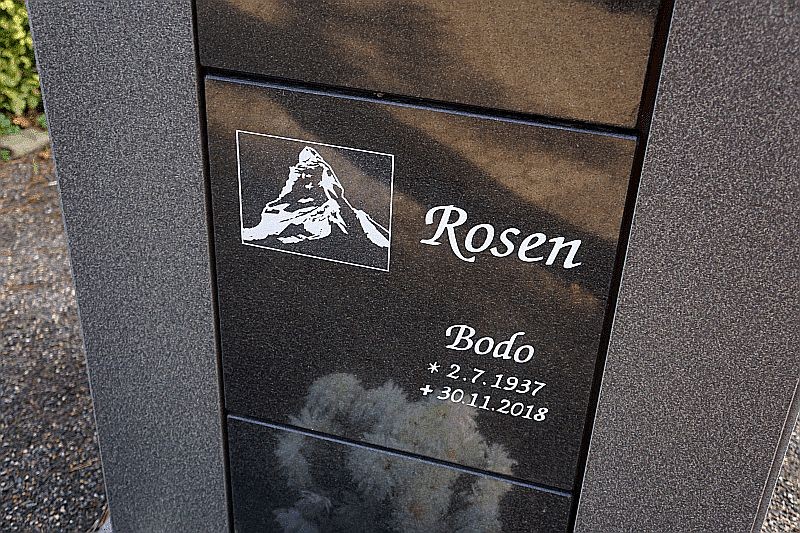 Rosen
Bodo
* 2.7.1937
+ 30.11.2018